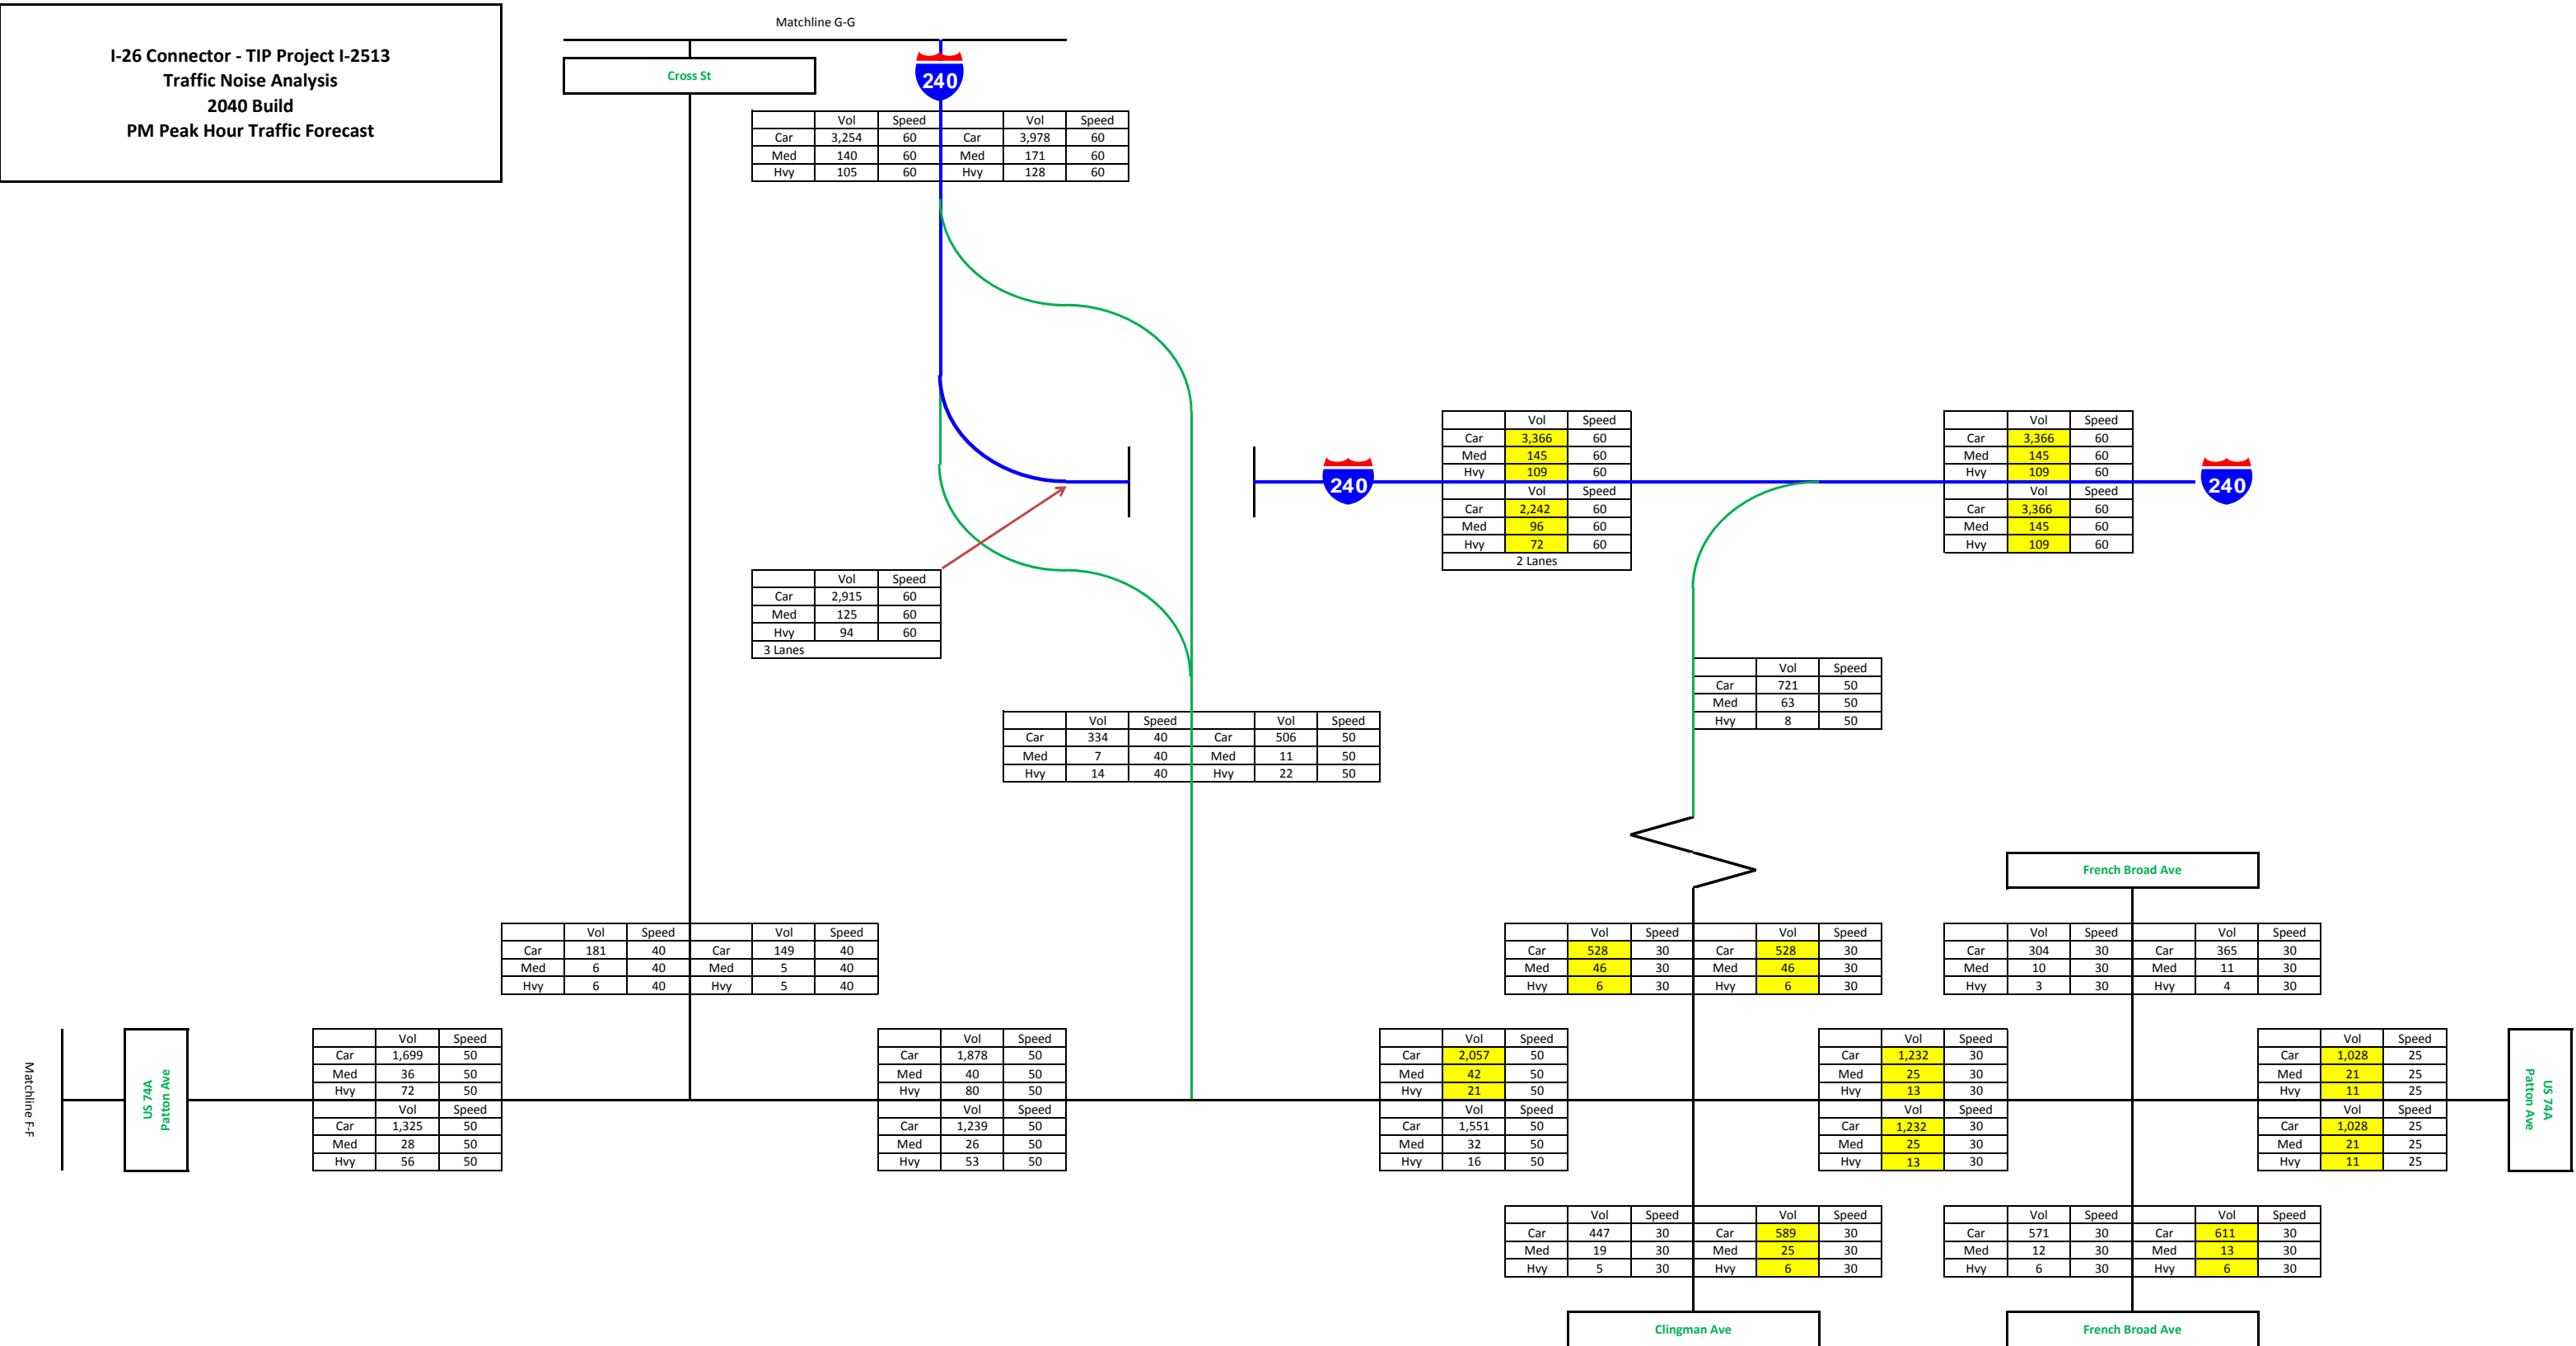 I-26 Connector - TIP Project I-2513
Traffic Noise Analysis
2040 Build
PM Peak Hour Traffic Forecast
Matchline G-G
Cross St
240
Vol Speed Vol Speed
Car 3,254 60 Car 3,978 60
Med 140 60 Med 171 60
Hvy 105 60 Hvy 128 60
Vol Speed
Car 3,366 60
Med 145 60
Hvy 109 60
240
Vol Speed
Car 2,242 60
Med 96 60
Hvy 72 60
2 Lanes
Vol Speed
Car 3,366 60
Med 145 60
Hvy 109 60
240
Vol Speed
Car 3,366 60
Med 145 60
Hvy 109 60
Vol Speed
Car 2,915 60
Med 125 60
Hvy 94 60
3 Lanes
Vol Speed
Car 721 50
Med 63 50
Hvy 8 50
Vol Speed Vol Speed
Car 334 40 Car 506 50
Med 7 40 Med 11 50
Hvy 14 40 Hvy 22 50
French Broad Ave
Vol Speed Vol Speed
Car 181 40 Car 149 40
Med 6 40 Med 5 40
Hvy 6 40 Hvy 5 40
Vol Speed Vol Speed
Car 528 30 Car 528 30
Med 46 30 Med 46 30
Hvy 6 30 Hvy 6 30
Vol Speed Vol Speed
Car 304 30 Car 365 30
Med 10 30 Med 11 30
Hvy 3 30 Hvy 4 30
Matchline F-F
US 74A
Patton Ave
Vol Speed
Car 1,699 50
Med 36 50
Hvy 72 50
Vol Speed
Car 1,325 50
Med 28 50
Hvy 56 50
Vol Speed
Car 1,878 50
Med 40 50
Hvy 80 50
Vol Speed
Car 1,239 50
Med 26 50
Hvy 53 50
Vol Speed
Car 2,057 50
Med 42 50
Hvy 21 50
Vol Speed
Car 1,551 50
Med 32 50
Hvy 16 50
Vol Speed
Car 1,232 30
Med 25 30
Hvy 13 30
Vol Speed
Car 1,232 30
Med 25 30
Hvy 13 30
Vol Speed
Car 1,028 25
Med 21 25
Hvy 11 25
Vol Speed
Car 1,028 25
Med 21 25
Hvy 11 25
US 74A
Patton Ave
Vol Speed Vol Speed
Car 447 30 Car 589 30
Med 19 30 Med 25 30
Hvy 5 30 Hvy 6 30
Vol Speed Vol Speed
Car 571 30 Car 611 30
Med 12 30 Med 13 30
Hvy 6 30 Hvy 6 30
Clingman Ave
French Broad Ave